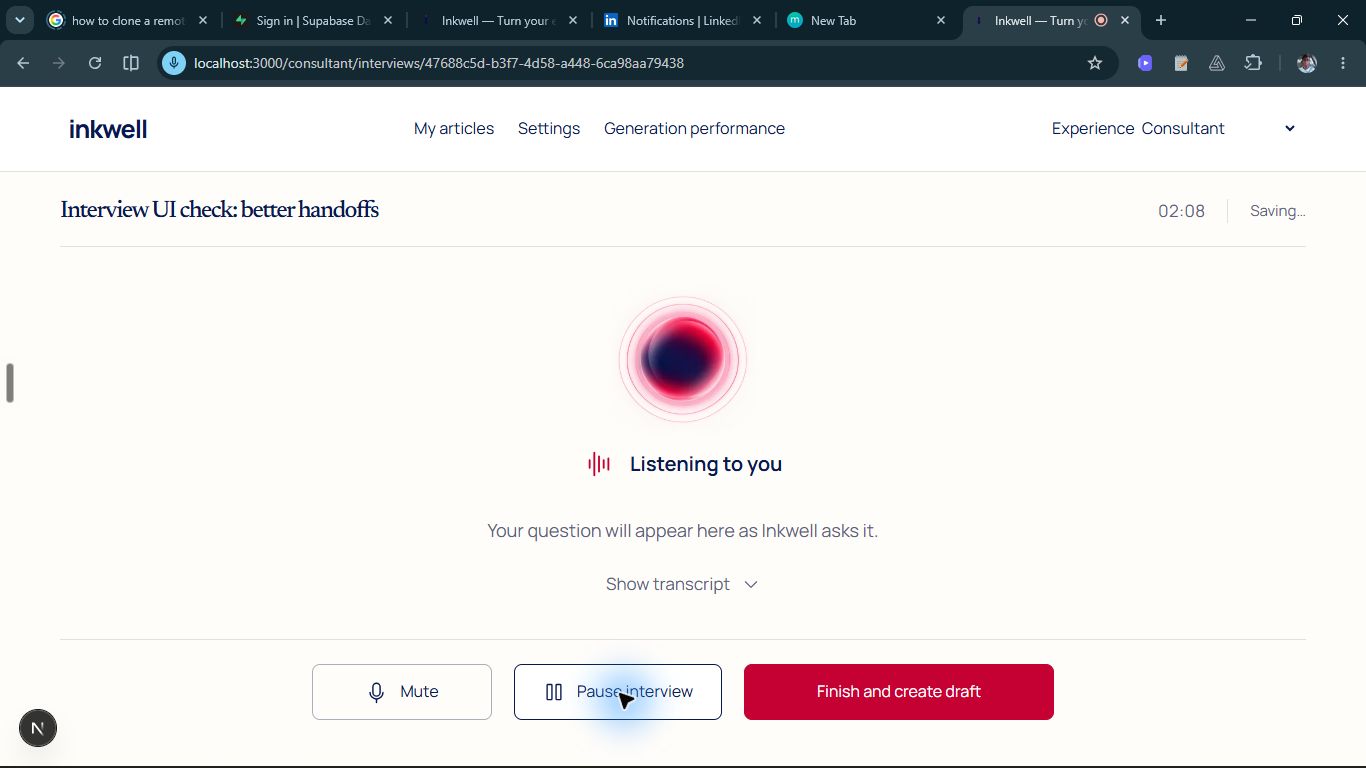 how to clone a remot
Sign in | Supabase Da
Inkwell — Turn your e
Notifications | LinkedI
New Tab
Inkwell — Turn yo
localhost:3000/consultant/interviews/47688c5d-b3f7-4d58-a448-6ca98aa79438
inkwell
My articles
Settings
Generation performance
Experience Consultant
Interview UI check: better handoffs
02:08
Saving...
Listening to you
Your question will appear here as Inkwell asks it.
Show transcript
Mute
Pause interview
Finish and create draft
N